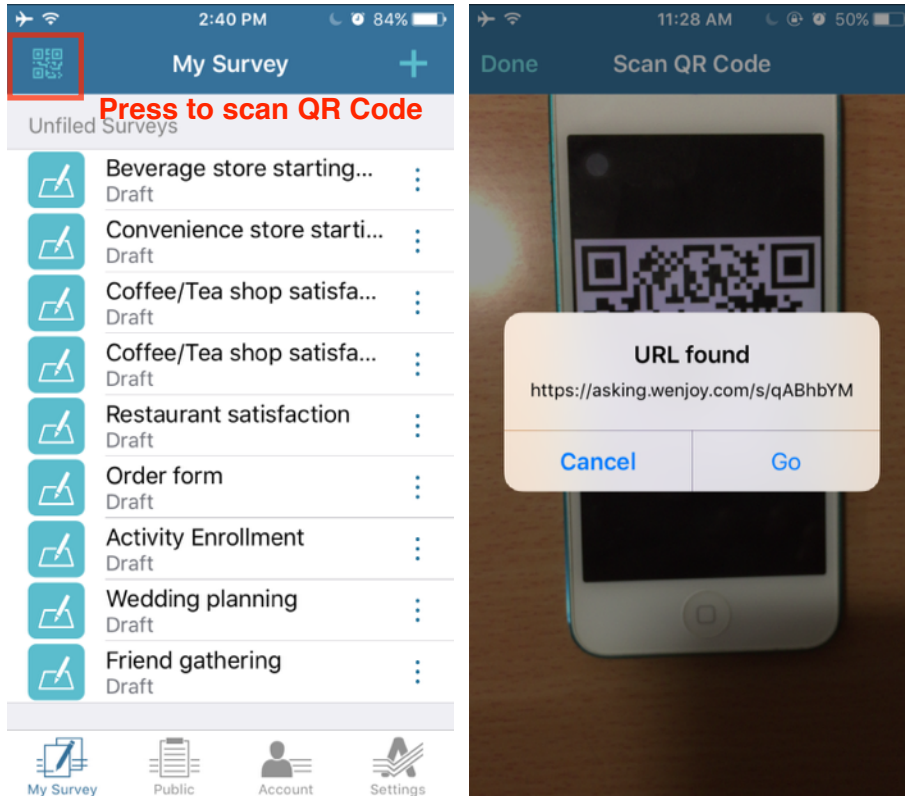 2:40 PM
84%
My Survey
Press to scan QR Code
Unfiled Surveys
Beverage store starting...
Draft
Convenience store starti...
Draft
Coffee/Tea shop satisfa...
Draft
Coffee/Tea shop satisfa...
Draft
Restaurant satisfaction
Draft
Order form
Draft
Activity Enrollment
Draft
Wedding planning
Draft
Friend gathering
Draft
My Survey
Public
Account
Settings
11:28 AM
50%
Done
Scan QR Code
URL found
https://asking.wenjoy.com/s/qABhbYM
Cancel
Go